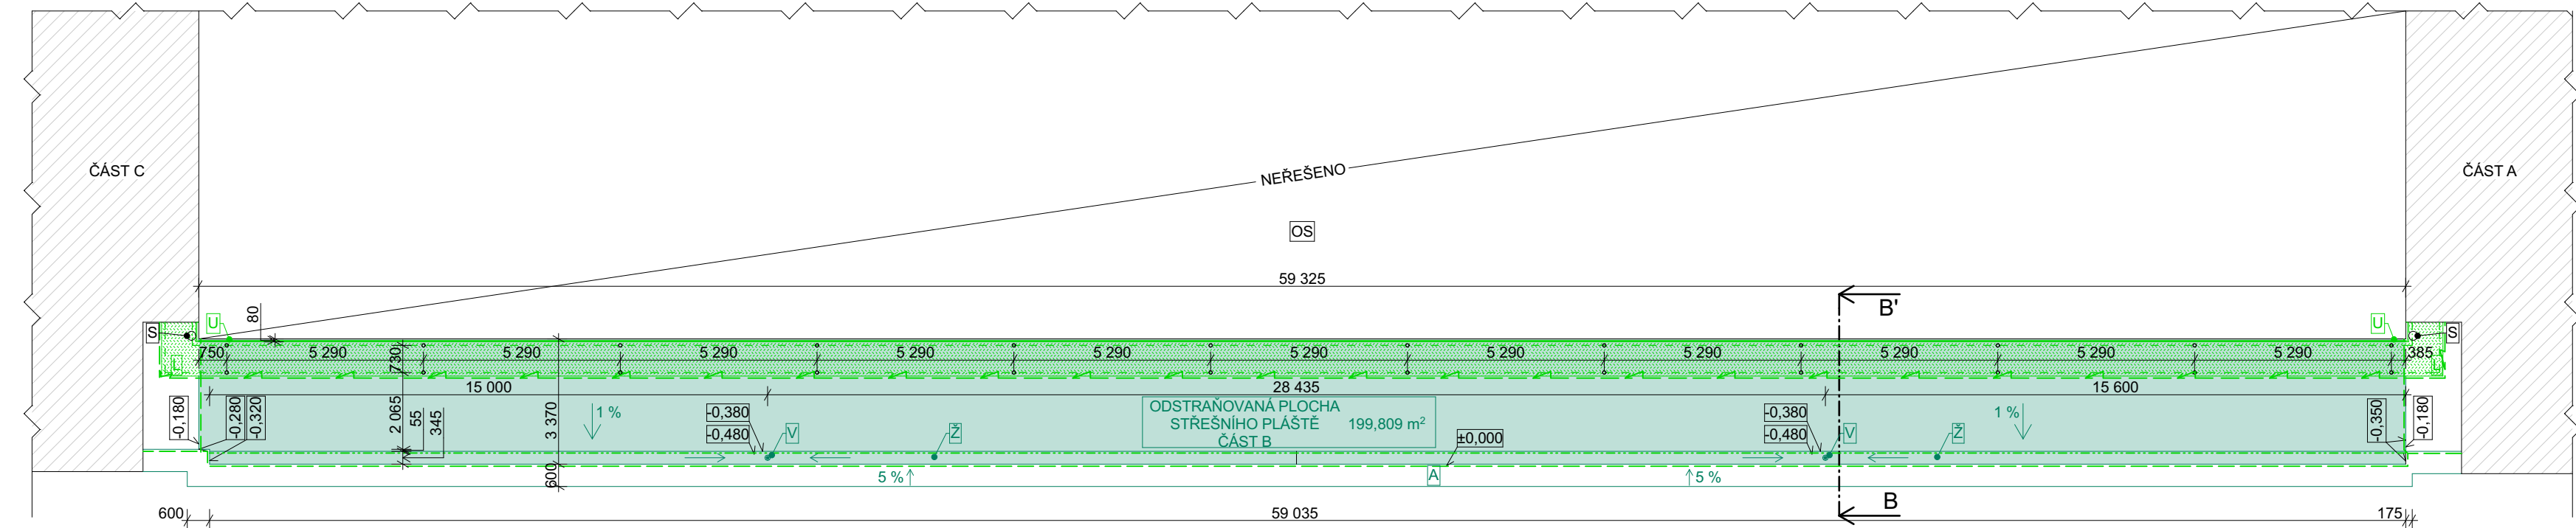 ČÁST C
ČÁST A
NEŘEŠENO
OS
59 325
B'
S
U
80
U
S
750
5 290
5 290
5 290
5 290
5 290
5 290
5 290
5 290
5 290
5 290
5 290
385
730
L
L
15 000
28 435
15 600
-0,180
-0,280
-0,320
2 065
55
345
3 370
1 %
-0,380
-0,480
V
Ž
ODSTRAŇOVANÁ PLOCHA
STŘEŠNÍHO PLÁŠTĚ 199,809 m²
ČÁST B
±0,000
-0,380
-0,480
V
Ž
1 %
-0,350
-0,180
600
5 %
A
5 %
B
600
59 035
175